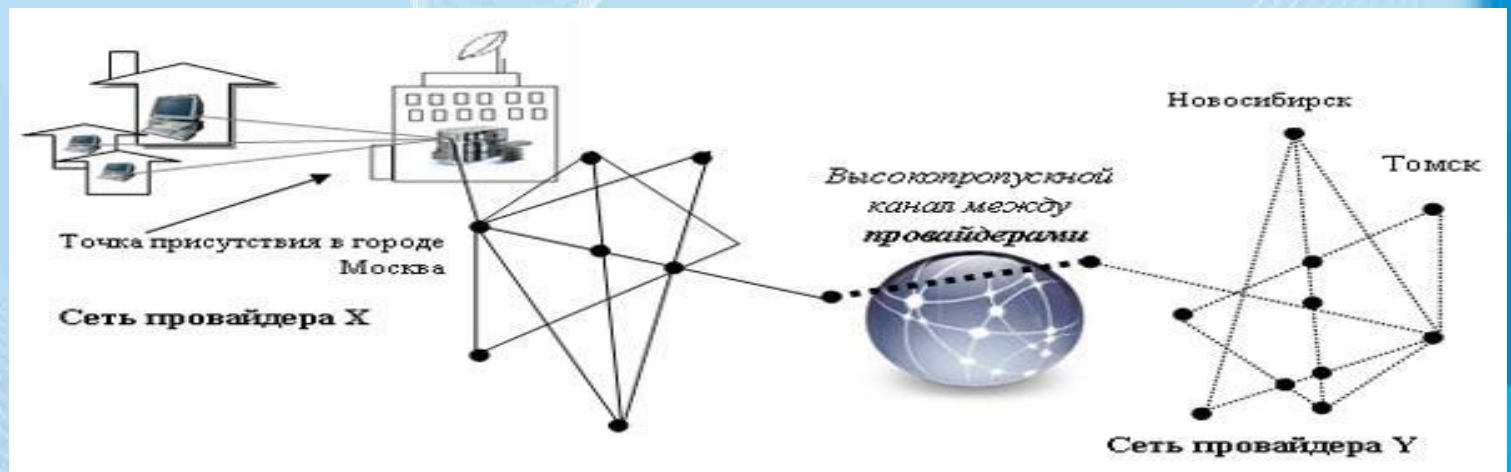 Точка присутствия в городе
Москва
Сеть провайдера X
Высокопропускной
канал между
провайдерами
Новосибирск
Томск
Сеть провайдера Y